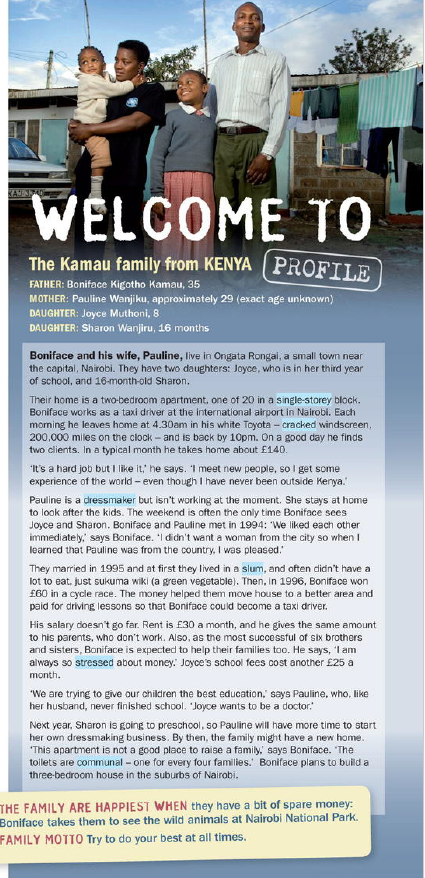 WELCOME TO
The Kamau family from KENYA
PROFILE
FATHER: Boniface Kigotho Kamau, 35
MOTHER: Pauline Wanjiku, approximately 29 (exact age unknown)
DAUGHTER: Joyce Muthoni, 8
DAUGHTER: Sharon Wanjiru, 16 months
Boniface and his wife, Pauline, live in Ongata Rongai, a small town near
the capital, Nairobi. They have two daughters: Joyce, who is in her third year
of school, and 16-month-old Sharon.
Their home is a two-bedroom apartment, one of 20 in a single-storey block.
Boniface works as a taxi driver at the international airport in Nairobi. Each
morning he leaves home at 4.30am in his white Toyota – cracked windscreen,
200,000 miles on the clock – and is back by 10pm. On a good day he finds
two clients. In a typical month he takes home about £140.
‘It’s a hard job but I like it,’ he says. ‘I meet new people, so I get some
experience of the world – even though I have never been outside Kenya.’
Pauline is a dressmaker but isn’t working at the moment. She stays at home
to look after the kids. The weekend is often the only time Boniface sees
Joyce and Sharon. Boniface and Pauline met in 1994: ‘We liked each other
immediately,’ says Boniface. ‘I didn’t want a woman from the city so when I
learned that Pauline was from the country, I was pleased.’
They married in 1995 and at first they lived in a slum, and often didn’t have a
lot to eat, just sukuma wiki (a green vegetable). Then, in 1996, Boniface won
£60 in a cycle race. The money helped them move house to a better area and
paid for driving lessons so that Boniface could become a taxi driver.
His salary doesn’t go far. Rent is £30 a month, and he gives the same amount
to his parents, who don’t work. Also, as the most successful of six brothers
and sisters, Boniface is expected to help their families too. He says, ‘I am
always so stressed about money.’ Joyce’s school fees cost another £25 a
month.
‘We are trying to give our children the best education,’ says Pauline, who, like
her husband, never finished school. ‘Joyce wants to be a doctor.’
Next year, Sharon is going to preschool, so Pauline will have more time to start
her own dressmaking business. By then, the family might have a new home.
‘This apartment is not a good place to raise a family,’ says Boniface. ‘The
toilets are communal – one for every four families.’ Boniface plans to build a
three-bedroom house in the suburbs of Nairobi.
THE FAMILY ARE HAPPIEST WHEN they have a bit of spare money:
Boniface takes them to see the wild animals at Nairobi National Park.
FAMILY MOTTO Try to do your best at all times.